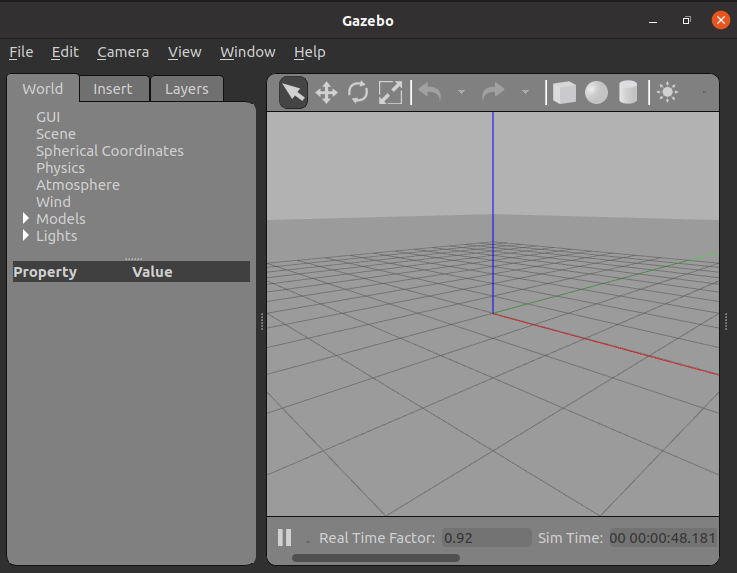 Gazebo
File Edit Camera View Window Help
World Insert Layers
GUI
Scene
Spherical Coordinates
Physics
Atmosphere
Wind
Models
Lights
Property Value
Real Time Factor: 0.92 Sim Time: 00 00:00:48.181